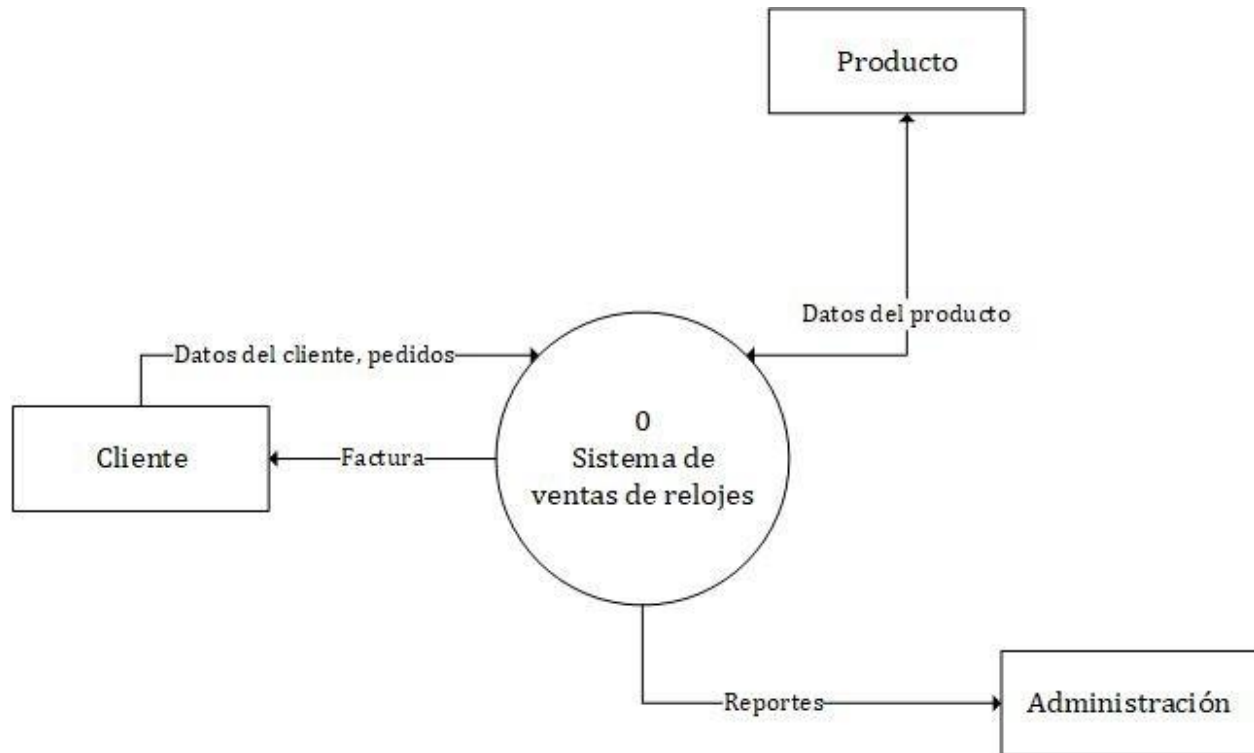 Producto
Datos del producto
Datos del cliente, pedidos
0
Sistema de
ventas de relojes
Cliente
Factura
Reportes
Administración